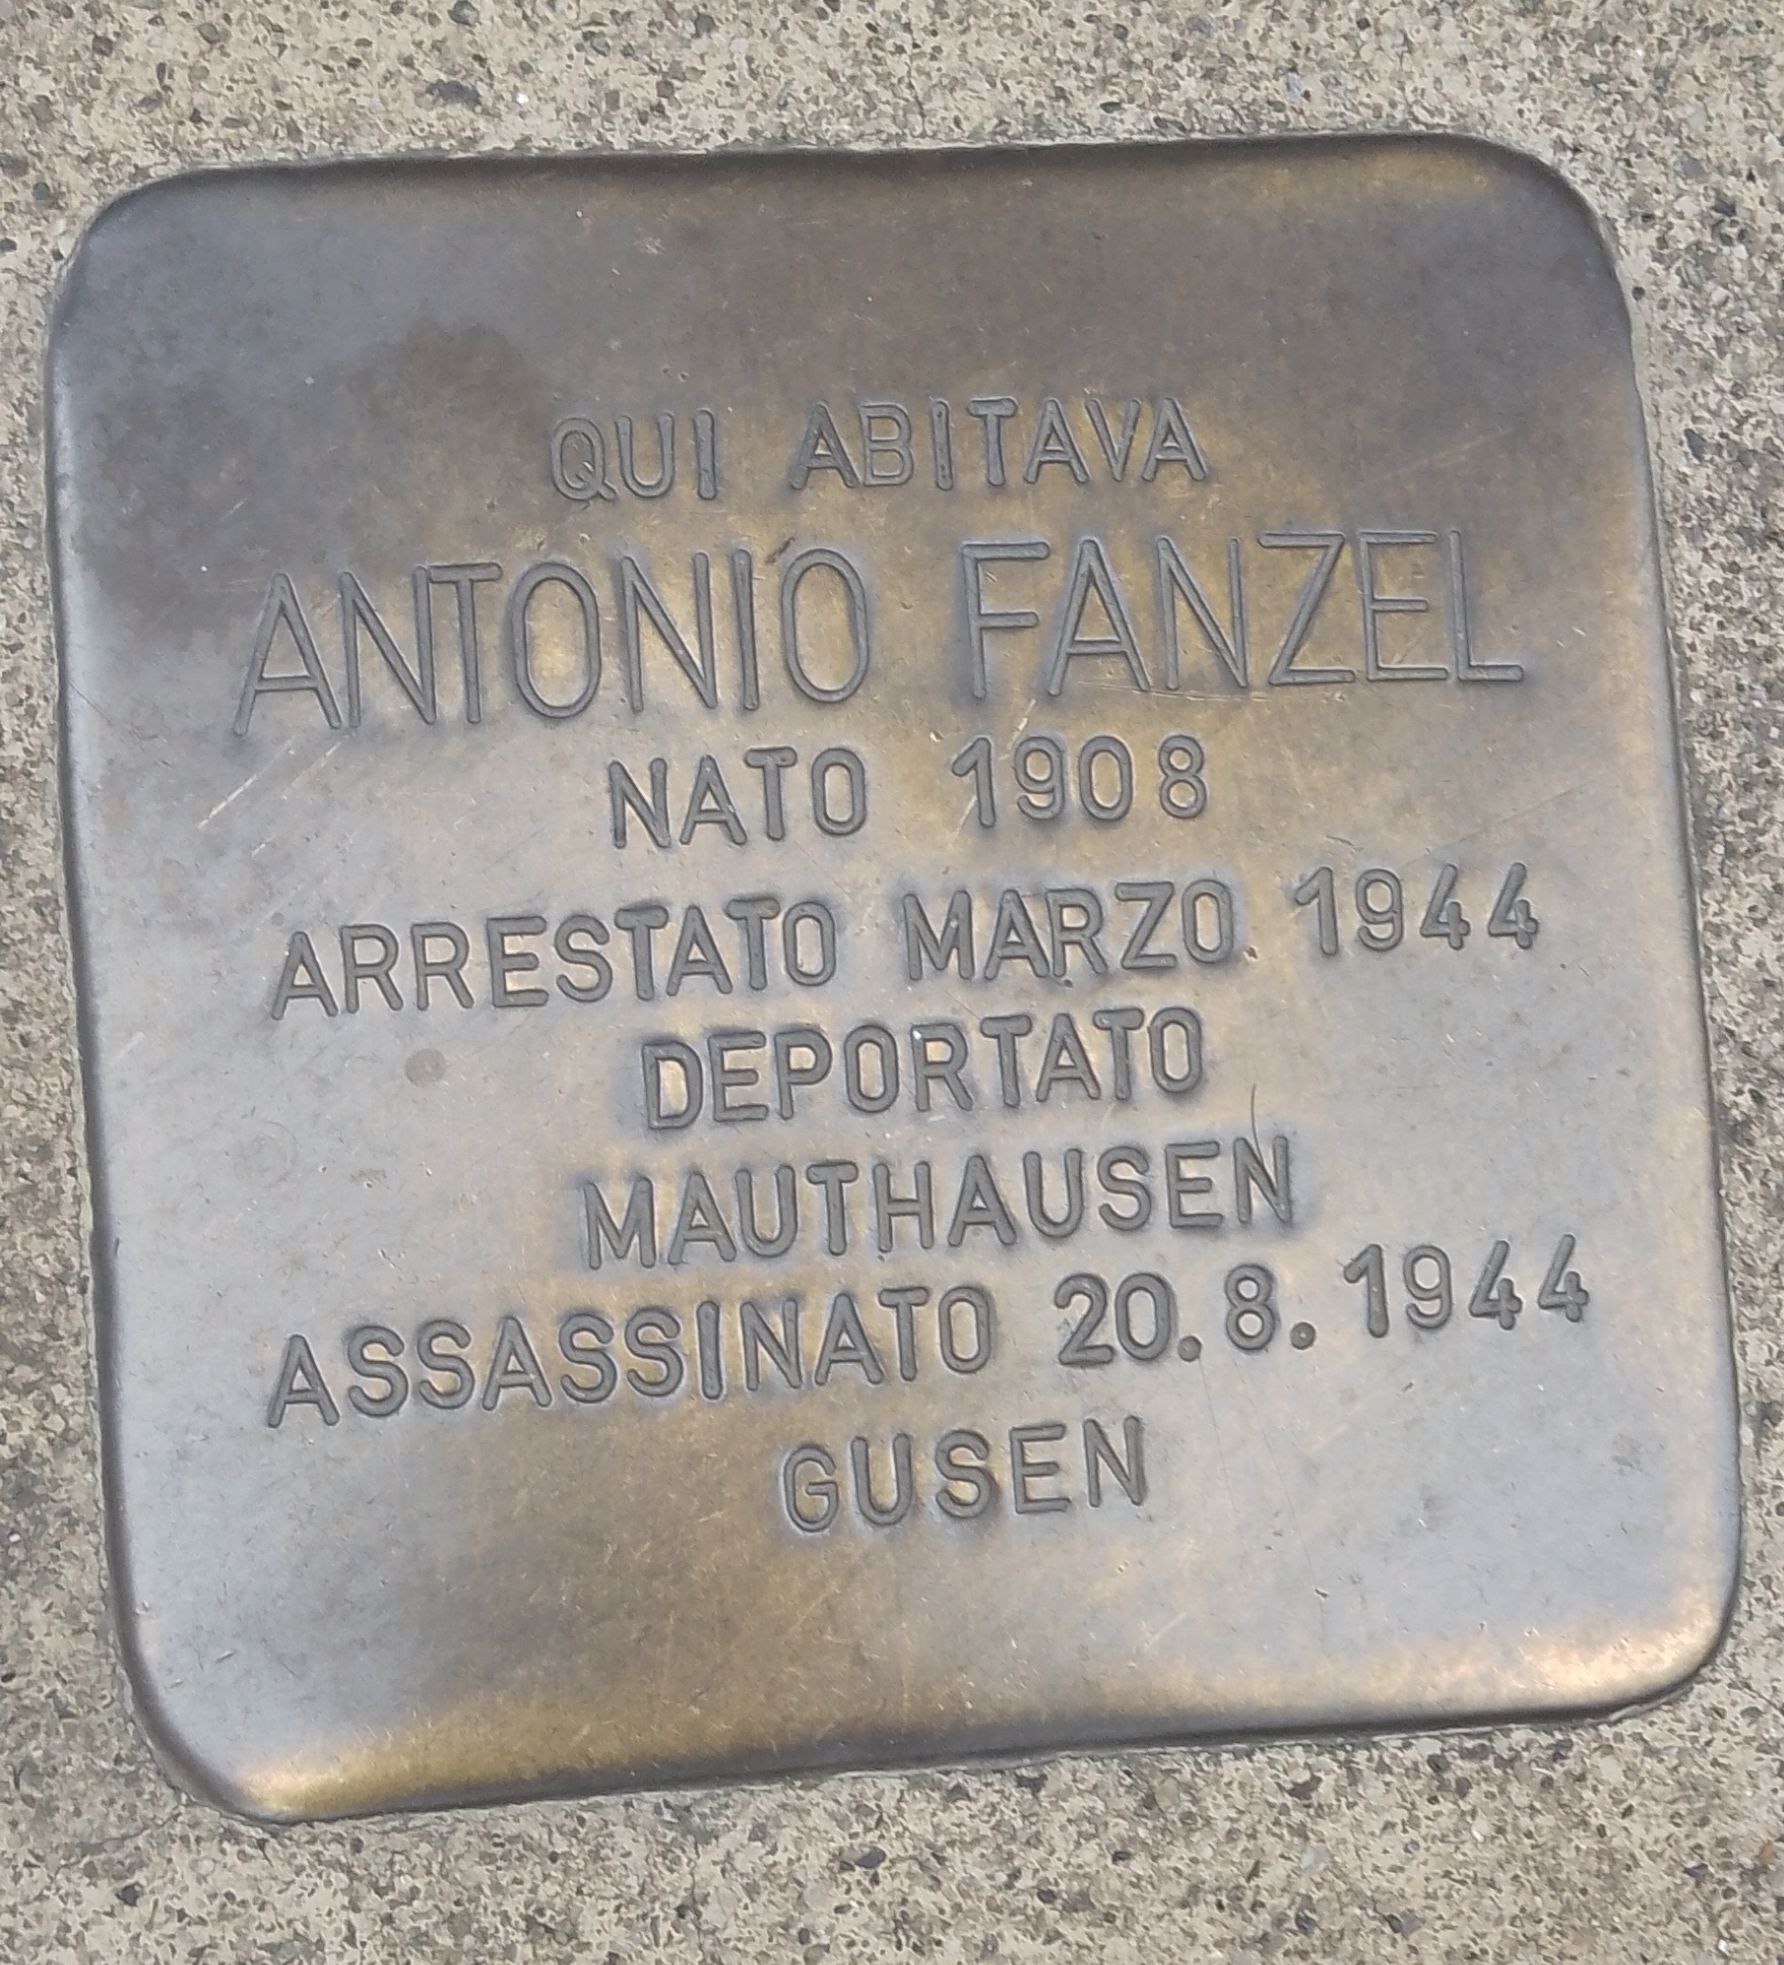 QUI ABITAVA
ANTONIO FANZEL
NATO 1908
ARRESTATO MARZO 1944
DEPORTATO
MAUTHAUSEN
ASSASSINATO 20.8.1944
GUSEN